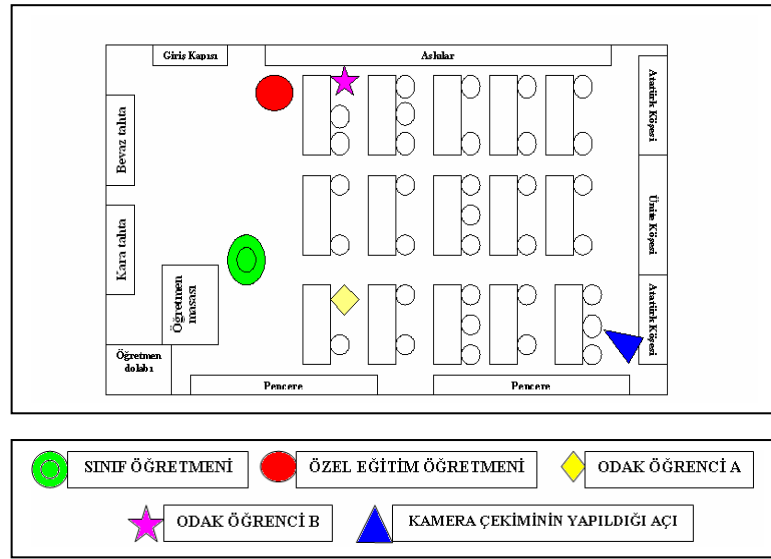 Giriş Kapısı
Askılar
Beyaz tahta
Kara tahta
Öğretmen
masası
Öğretmen
dolabı
Pencere
Pencere
Atatürk Köşesi
Ünite Köşesi
Atatürk Köşesi
SINIF ÖĞRETMENİ
ÖZEL EĞİTİM ÖĞRETMENİ
ODAK ÖĞRENCİ A
ODAK ÖĞRENCİ B
KAMERA ÇEKİMİNİN YAPILDIĞI AÇI